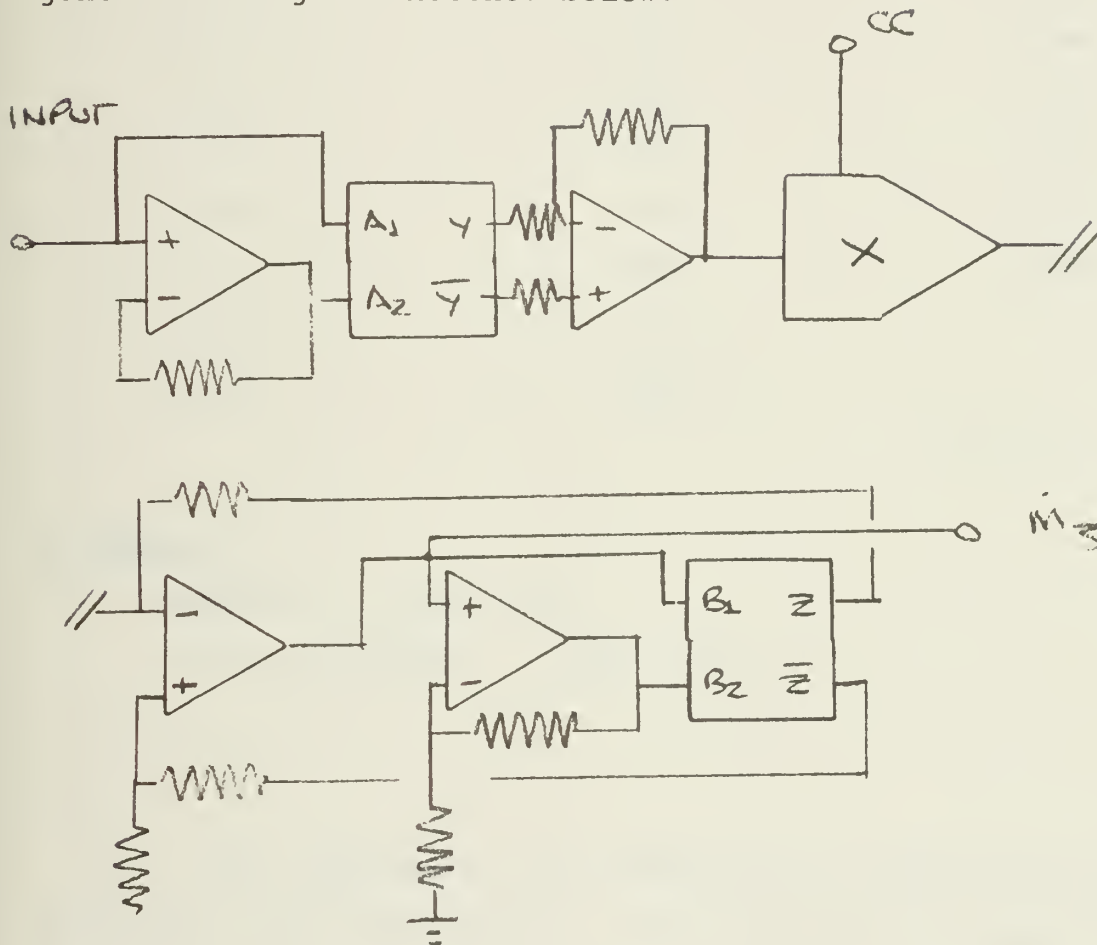 CC
INPUT
+
-
A1 Y
A2 Y̅
-
+
X
ṁ
-
+
+
-
B1 Z
B2 Z̅